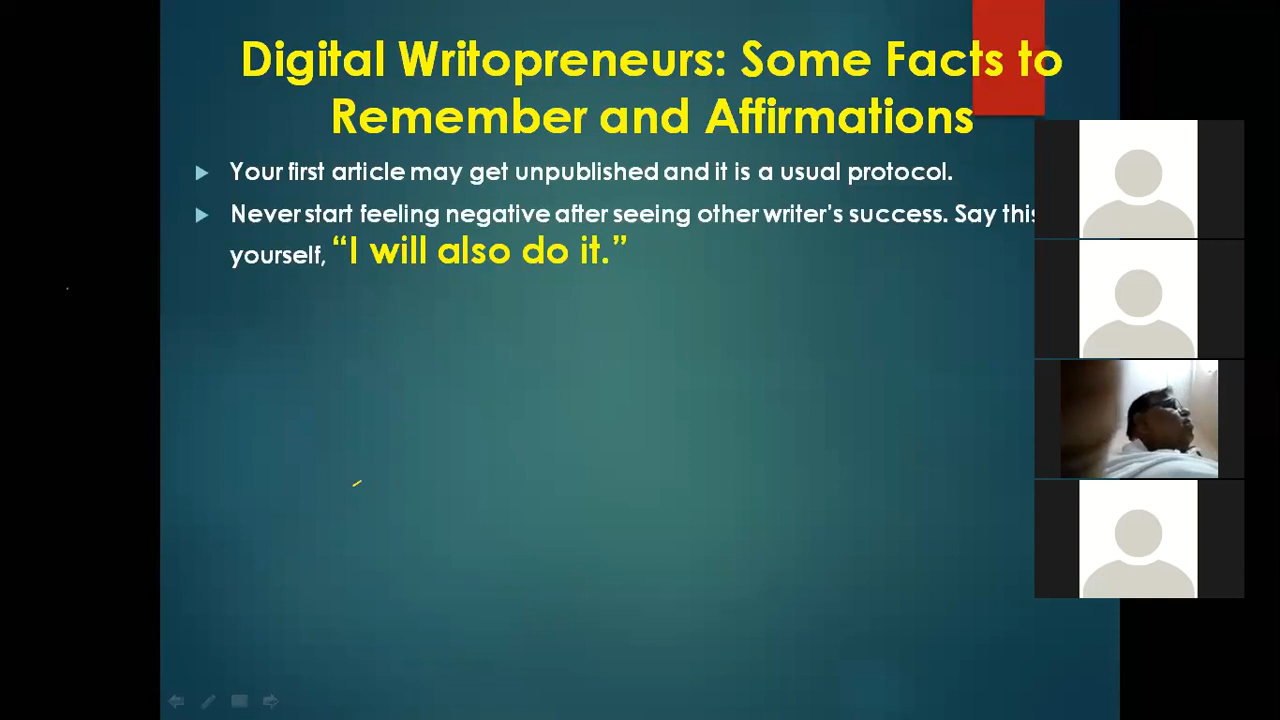 Digital Writopreneurs: Some Facts to
Remember and Affirmations
Your first article may get unpublished and it is a usual protocol.
Never start feeling negative after seeing other writer's success. Say this
yourself, “I will also do it.”